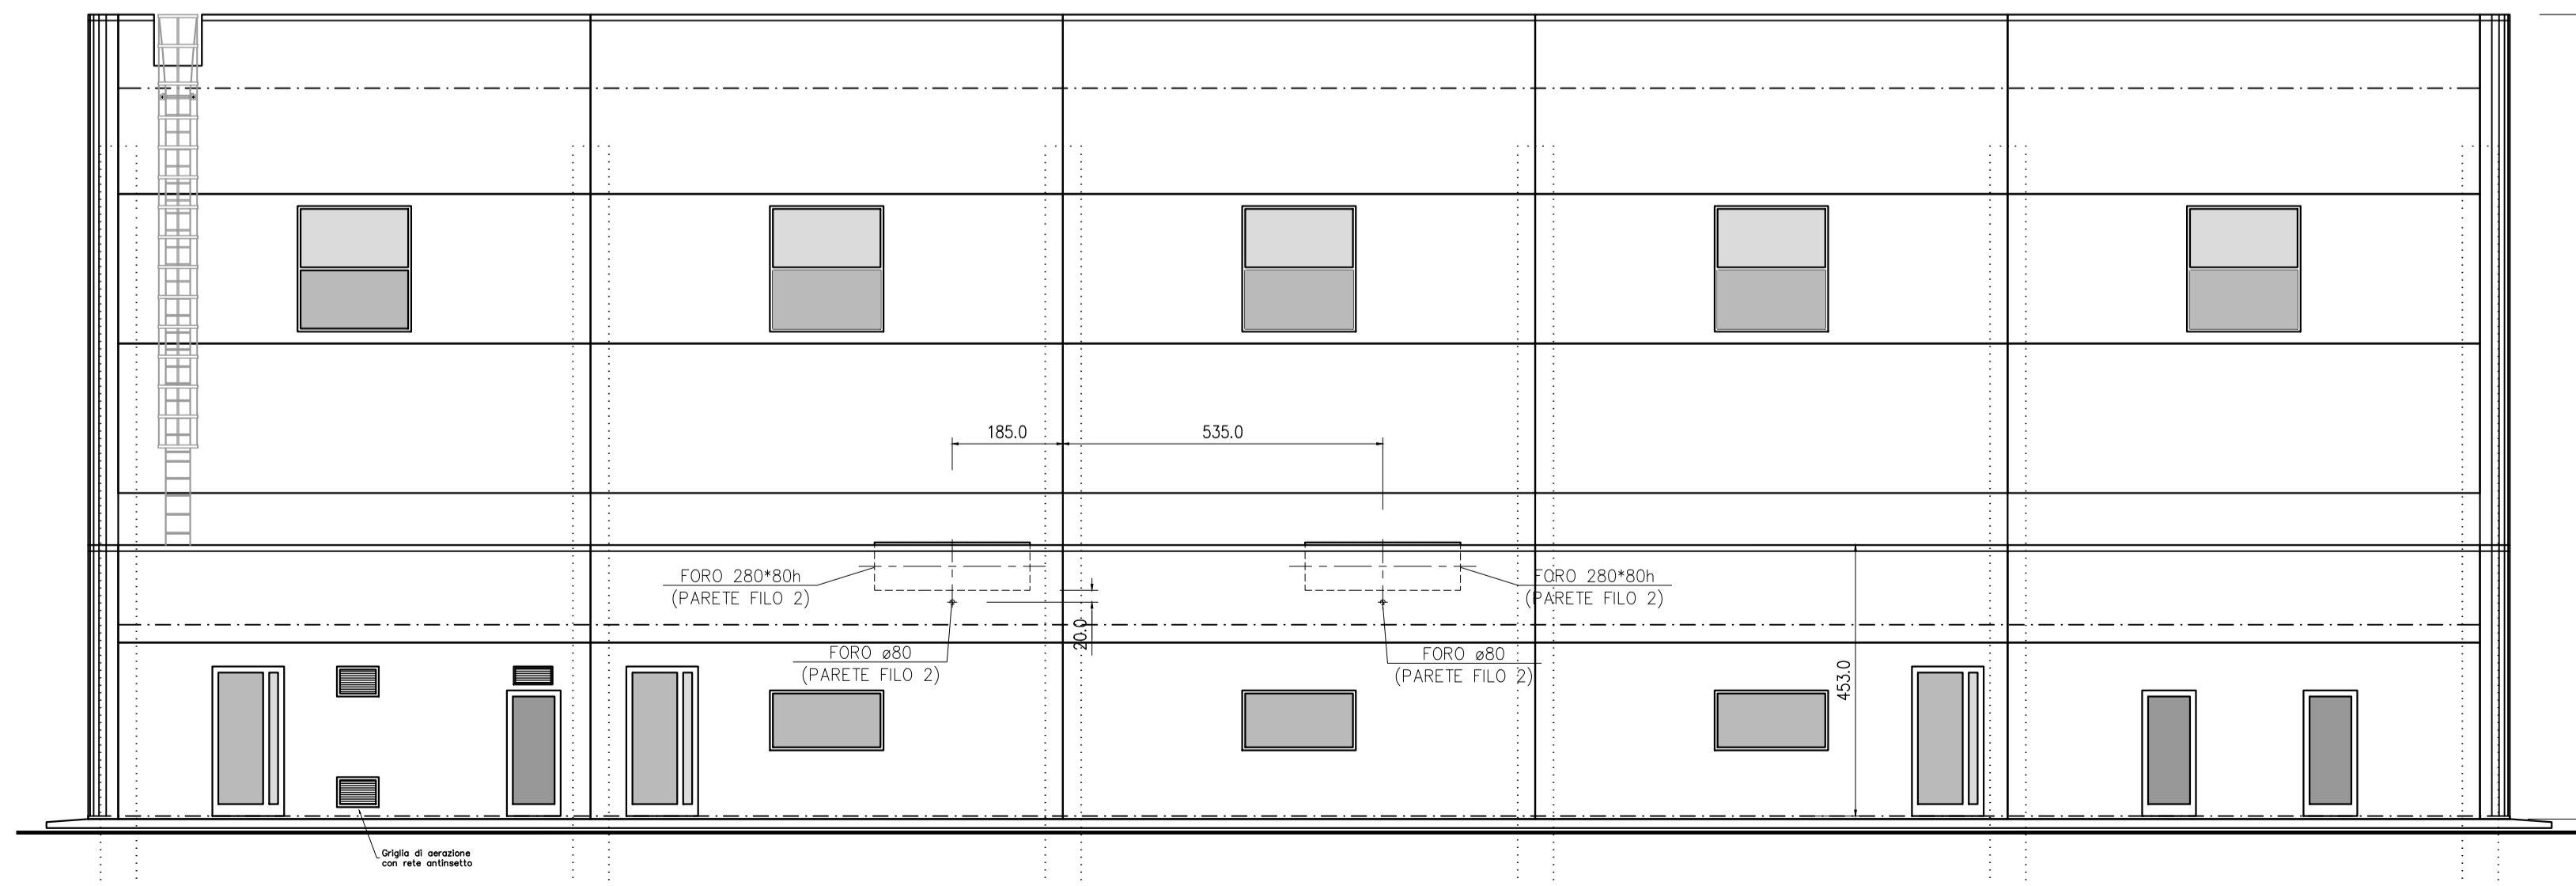 185.0
535.0
FORO 280*80h
(PARETE FILO 2)
FORO 280*80h
(PARETE FILO 2)
20.0
FORO ø80
(PARETE FILO 2)
FORO ø80
(PARETE FILO 2)
453.0
Griglia di aerazione
con rete antinsetto